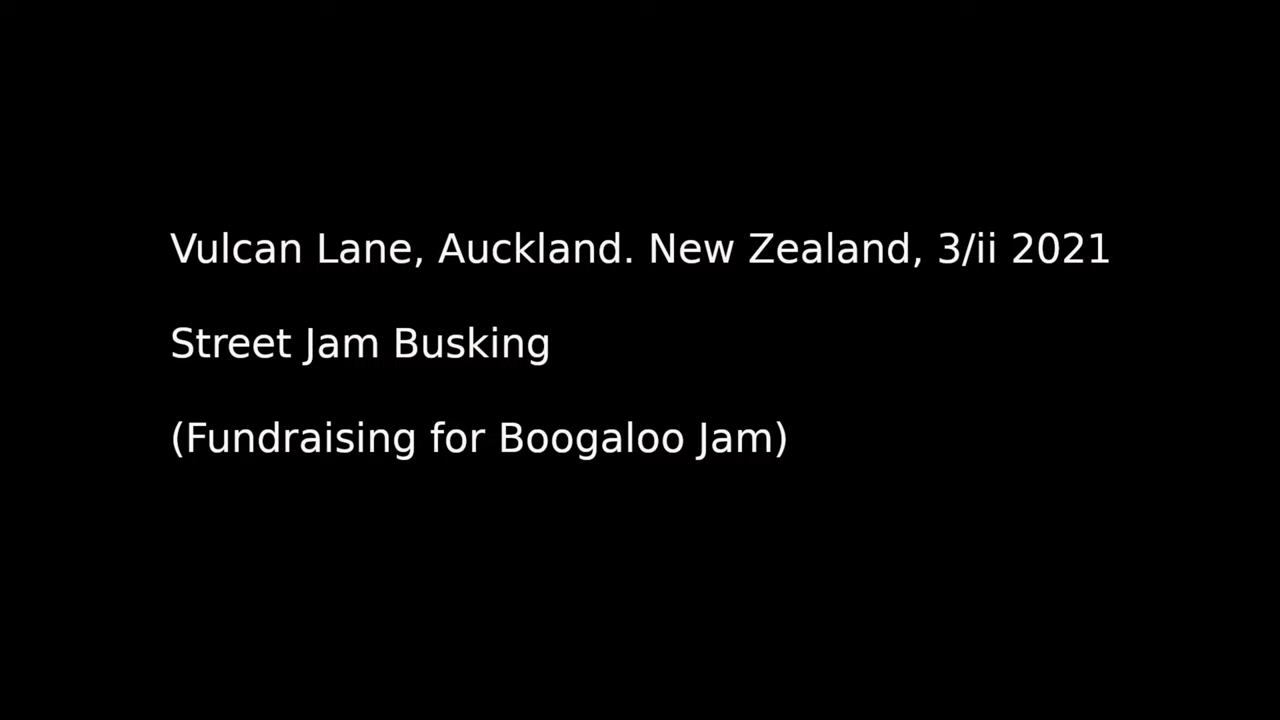 Vulcan Lane, Auckland. New Zealand, 3/ii 2021
Street Jam Busking
(Fundraising for Boogaloo Jam)